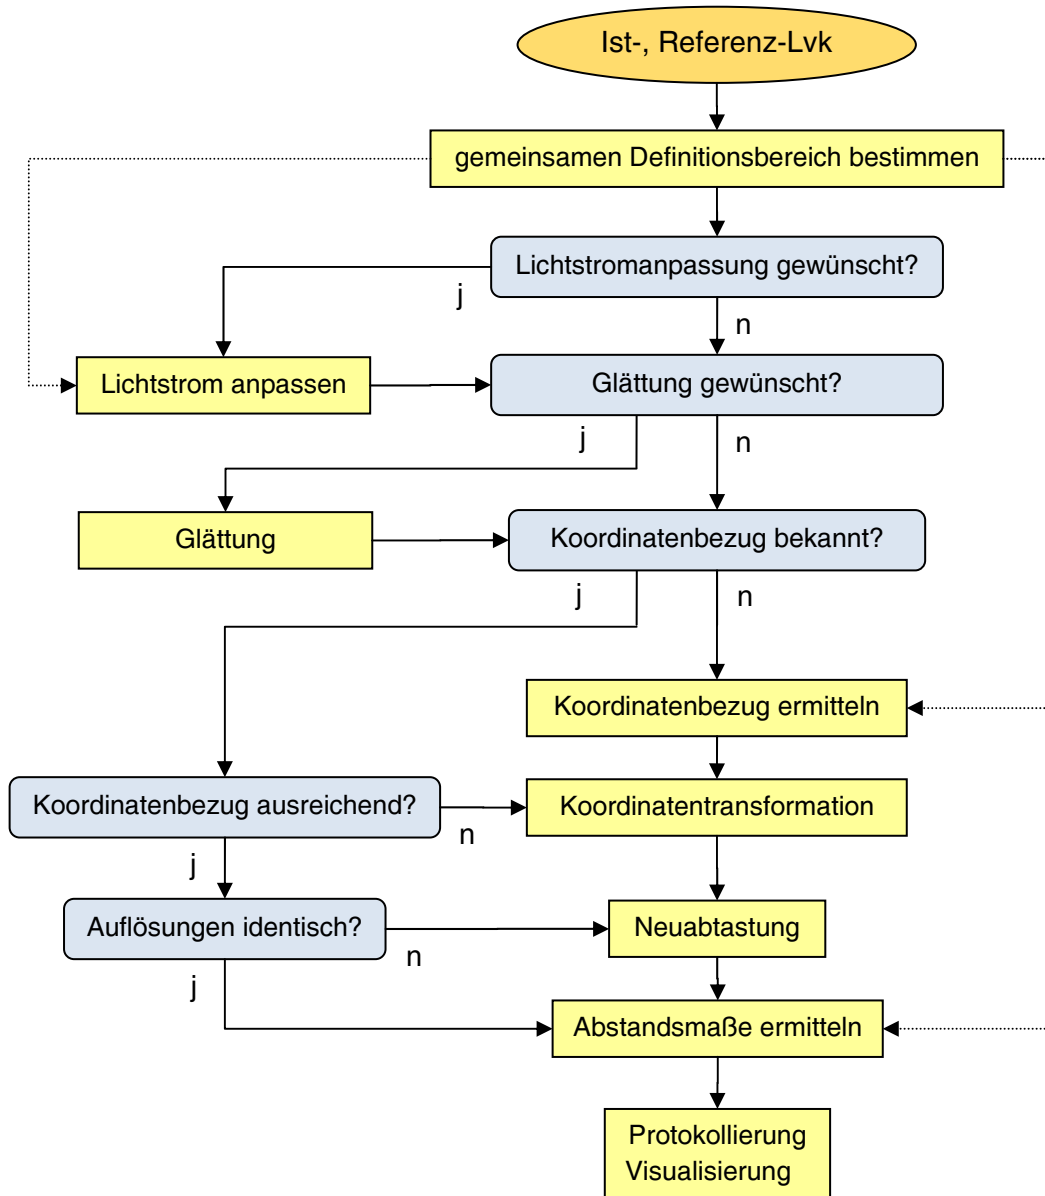 Ist-, Referenz-Lvk
gemeinsamen Definitionsbereich bestimmen
Lichtstromanpassung gewünscht?
j
n
Lichtstrom anpassen
Glättung gewünscht?
j
n
Glättung
Koordinatenbezug bekannt?
j
n
Koordinatenbezug ermitteln
Koordinatenbezug ausreichend?
n
Koordinatentransformation
j
Auflösungen identisch?
n
Neuabtastung
j
Abstandsmaße ermitteln
Protokollierung
Visualisierung